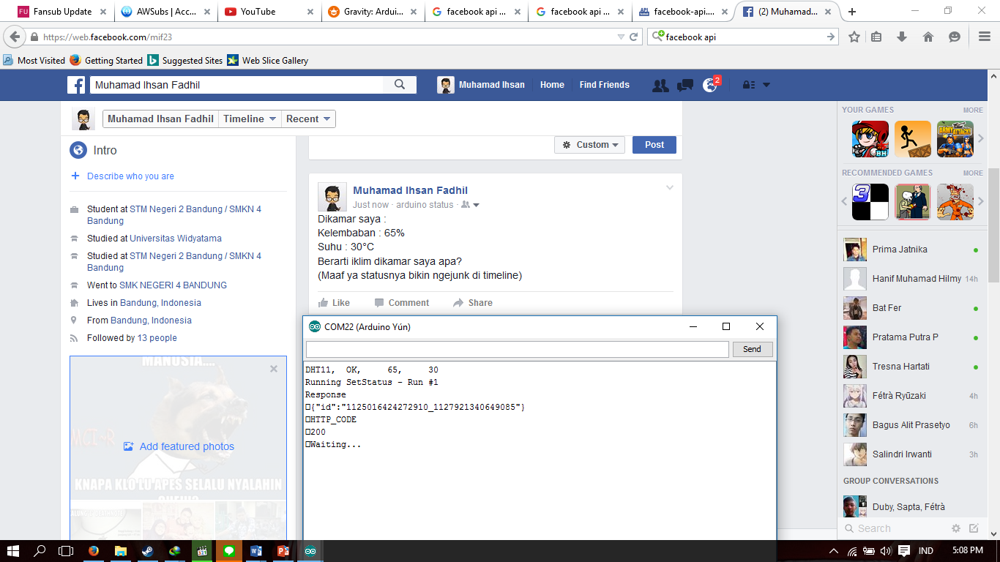 Fansub Update
AWSubs | Acc...
YouTube
Gravity: Ardui...
facebook api ...
facebook api ...
facebook-api....
(2) Muhamad...
https://web.facebook.com/mif23
facebook api
Most Visited
Getting Started
Suggested Sites
Web Slice Gallery
Muhamad Ihsan Fadhil
Muhamad Ihsan
Home
Find Friends
2
Muhamad Ihsan Fadhil
Timeline
Recent
Intro
Describe who you are
Student at STM Negeri 2 Bandung / SMKN 4
Bandung
Studied at Universitas Widyatama
Studied at STM Negeri 2 Bandung / SMKN 4
Bandung
Went to SMK NEGERI 4 BANDUNG
Lives in Bandung, Indonesia
From Bandung, Indonesia
Followed by 13 people
MANUSIA....
Add featured photos
KNAPA KLO LU APES SELALU NYALAHIN
Custom
Post
Muhamad Ihsan Fadhil
Just now · arduino status ·
Dikamar saya :
Kelembaban : 65%
Suhu : 30°C
Berarti iklim dikamar saya apa?
(Maaf ya statusnya bikin ngejunk di timeline)
Like
Comment
Share
COM22 (Arduino Yún)
Send
DHT11, OK, 65, 30
Running SetStatus - Run #1
Response
{"id":"1125016424272910_1127921340649085"}
HTTP_CODE
200
Waiting...
YOUR GAMES
MORE
BH
ARMY ATTACK!
RECOMMENDED GAMES
MORE
3
Prima Jatnika
Hanif Muhamad Hilmy 14h
Bat Fer
Pratama Putra P
Tresna Hartati
Fétrà Ryūzaki 4h
Bagus Alit Prasetyo 6h
Salindri Irwanti 3h
GROUP CONVERSATIONS
Duby, Sapta, Fétrà
Search
IND
5:08 PM